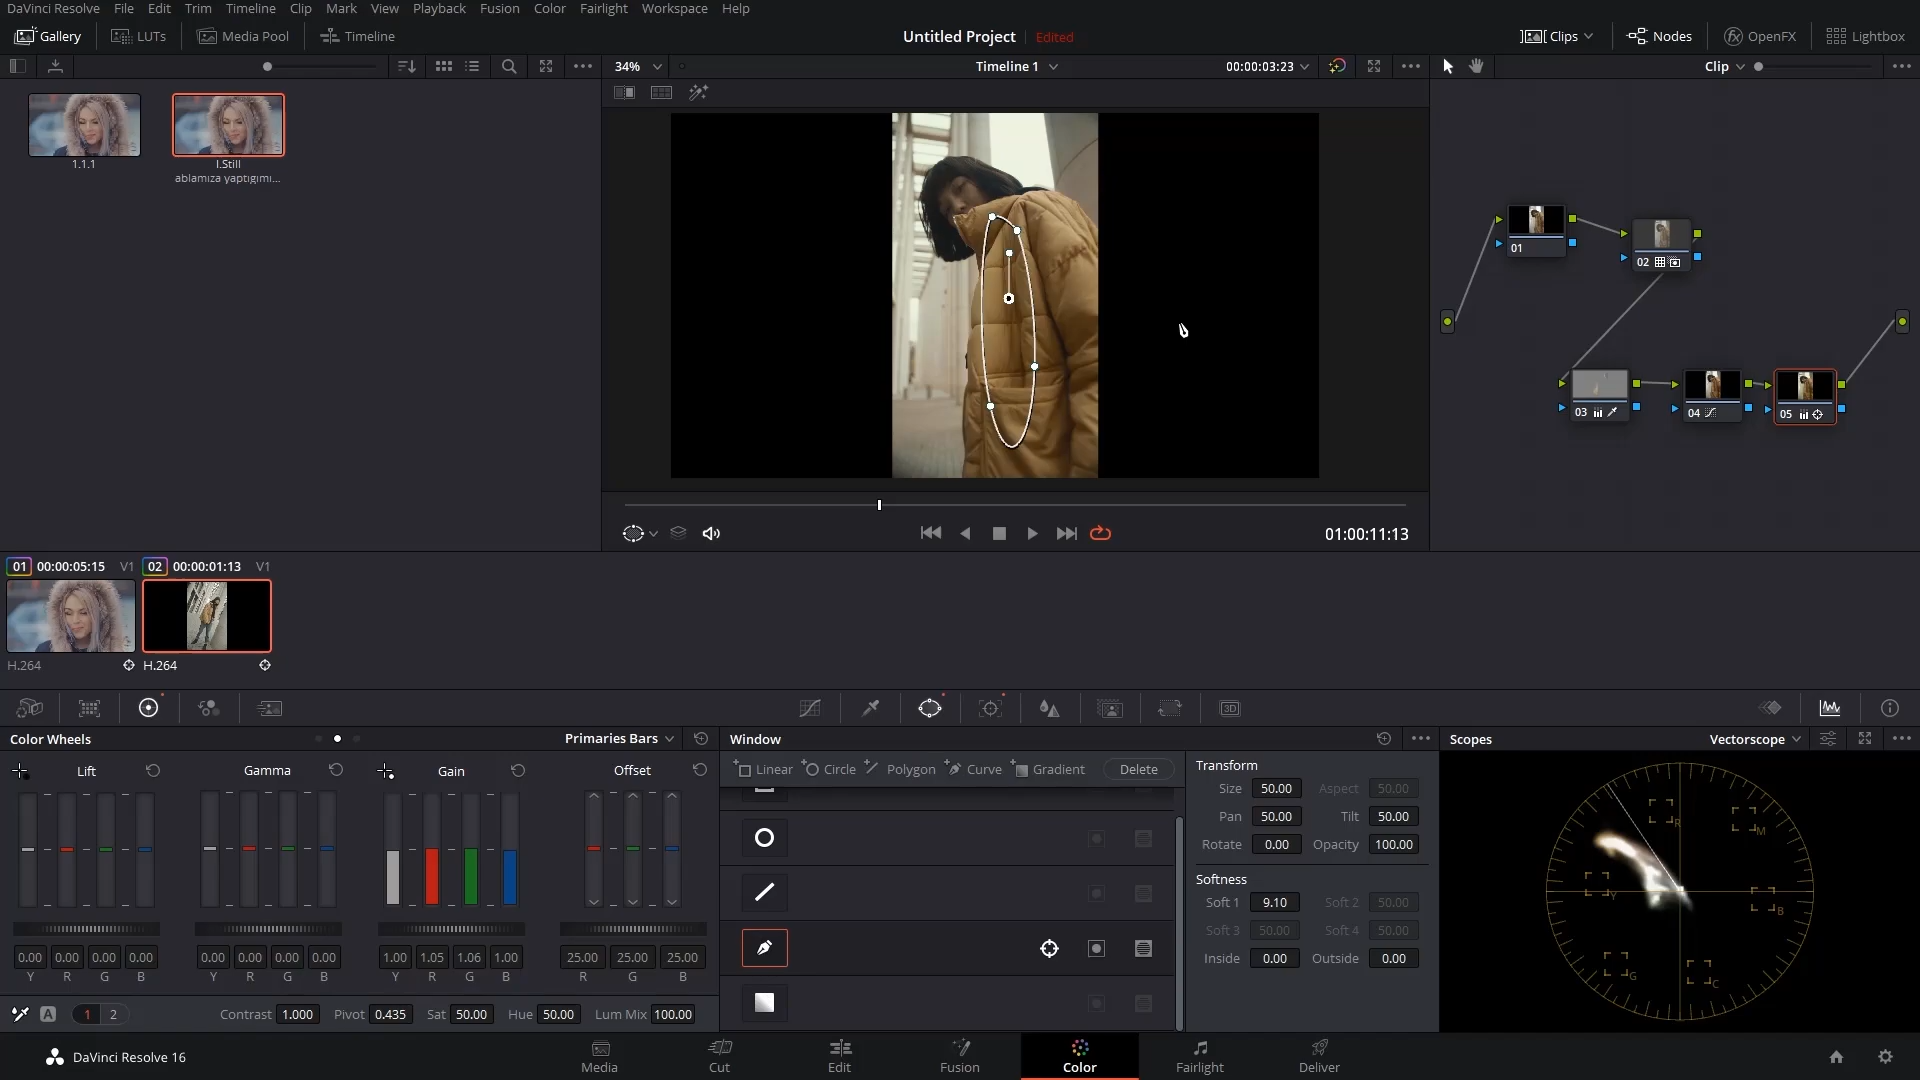 DaVinci Resolve File Edit Trim Timeline Clip Mark View Playback Fusion Color Fairlight Workspace Help
Gallery LUTs Media Pool Timeline Untitled Project Edited Clips Nodes OpenFX Lightbox
34% Timeline 1 00:00:03:23 Clip
1.1.1 I.Still
ablamıza yaptığımı...
01 02
03 04 05
01:00:11:13
01 00:00:05:15 V1 02 00:00:01:13 V1
H.264 H.264
3D
Color Wheels Primaries Bars Window Scopes Vectorscope
Lift Gamma Gain Offset
Linear Circle Polygon Curve Gradient Delete
Transform
Size 50.00 Aspect 50.00
Pan 50.00 Tilt 50.00
Rotate 0.00 Opacity 100.00
Softness
Soft 1 9.10 Soft 2 50.00
Soft 3 50.00 Soft 4 50.00
Inside 0.00 Outside 0.00
R M
Y B
G C
0.00 0.00 0.00 0.00 0.00 0.00 0.00 0.00 1.00 1.05 1.06 1.00 25.00 25.00 25.00
Y R G B Y R G B Y R G B R G B
A 1 2 Contrast 1.000 Pivot 0.435 Sat 50.00 Hue 50.00 Lum Mix 100.00
DaVinci Resolve 16 Media Cut Edit Fusion Color Fairlight Deliver